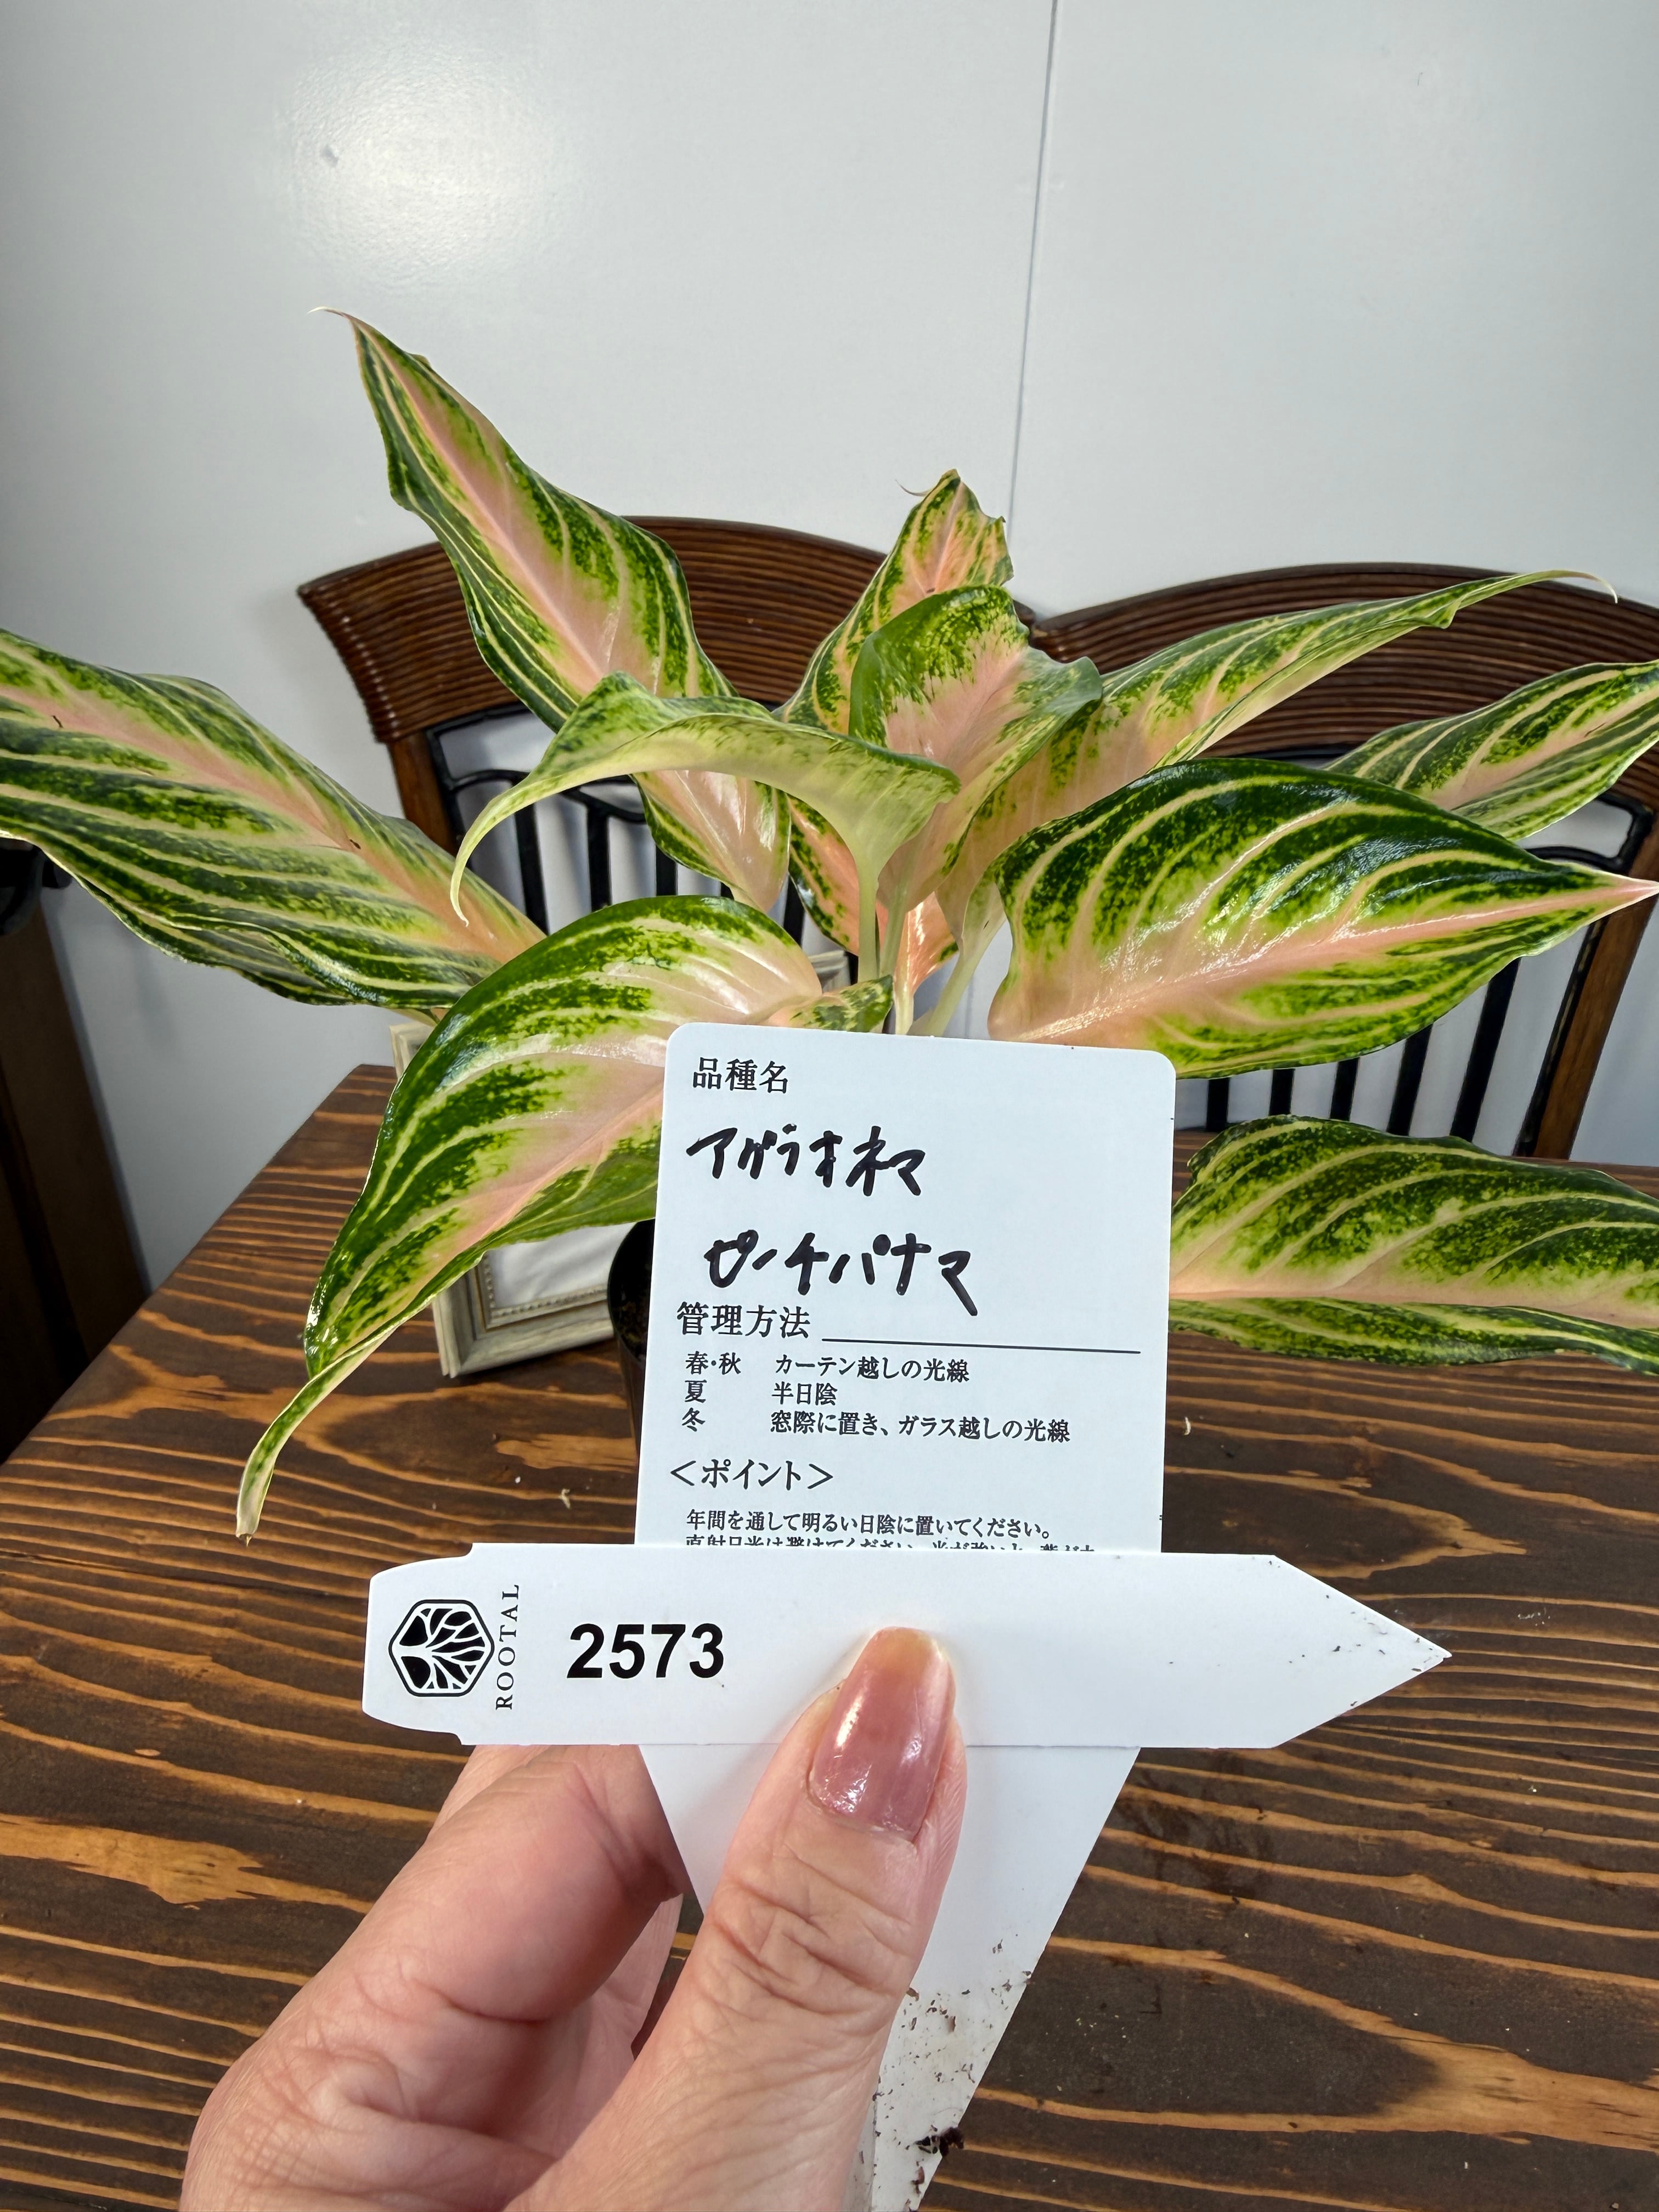 品種名
アグラオネマ
ピーチパナマ
管理方法
春・秋 カーテン越しの光線
夏 半日陰
冬 窓際に置き、ガラス越しの光線
＜ポイント＞
年間を通して明るい日陰に置いてください。
ROOTAL
2573